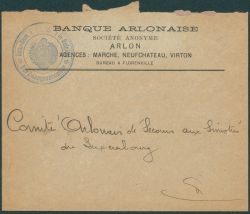 BANQUE ARLONAISE
SOCIÉTÉ ANONYME
ARLON
AGENCES: MARCHE, NEUFCHATEAU, VIRTON
BUREAU A FLORENVILLE
Comité Arlonais de Secours aux Sinistrés
du Luxembourg